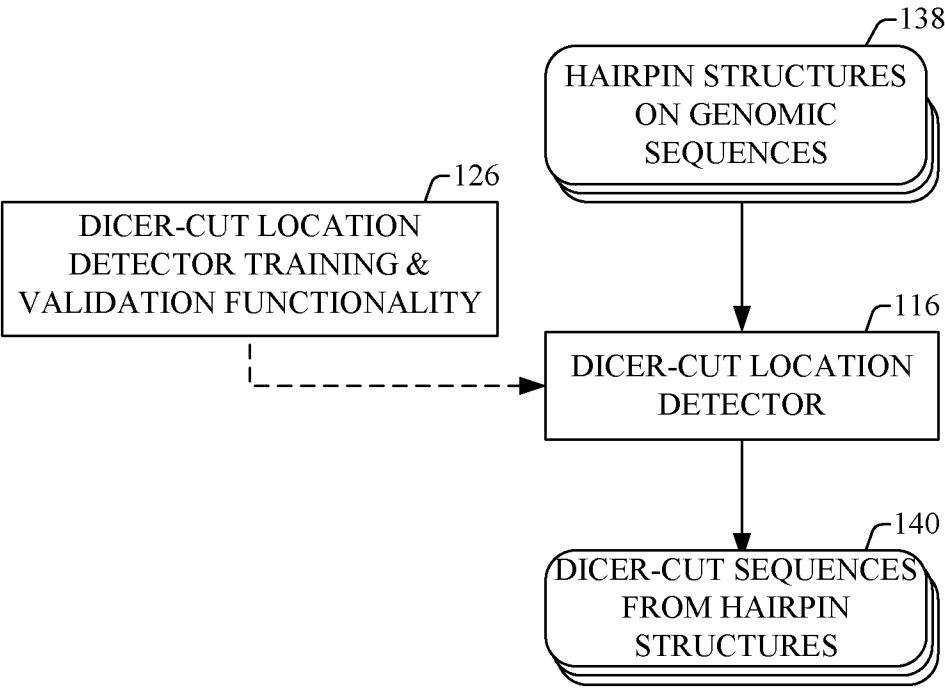 138
HAIRPIN STRUCTURES
ON GENOMIC
SEQUENCES
126
DICER-CUT LOCATION
DETECTOR TRAINING &
VALIDATION FUNCTIONALITY
116
DICER-CUT LOCATION
DETECTOR
140
DICER-CUT SEQUENCES
FROM HAIRPIN
STRUCTURES